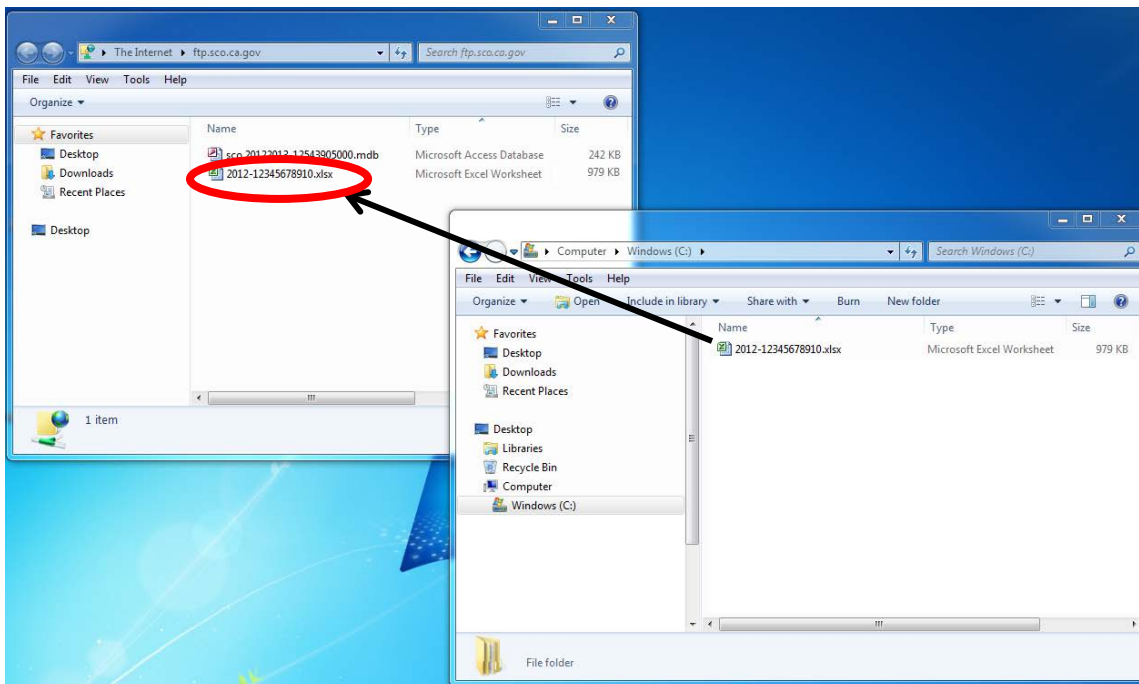 The Internet ftp.sco.ca.gov Search ftp.sco.ca.gov
File Edit View Tools Help
Organize
Favorites
Desktop
Downloads
Recent Places
Desktop
Name Type Size
sco 20122012-12543905000.mdb Microsoft Access Database 242 KB
2012-12345678910.xlsx Microsoft Excel Worksheet 979 KB
1 item
Computer Windows (C:) Search Windows (C:)
File Edit View Tools Help
Organize Open Include in library Share with Burn New folder
Favorites
Desktop
Downloads
Recent Places
Desktop
Libraries
Recycle Bin
Computer
Windows (C:)
Name Type Size
2012-12345678910.xlsx Microsoft Excel Worksheet 979 KB
File folder